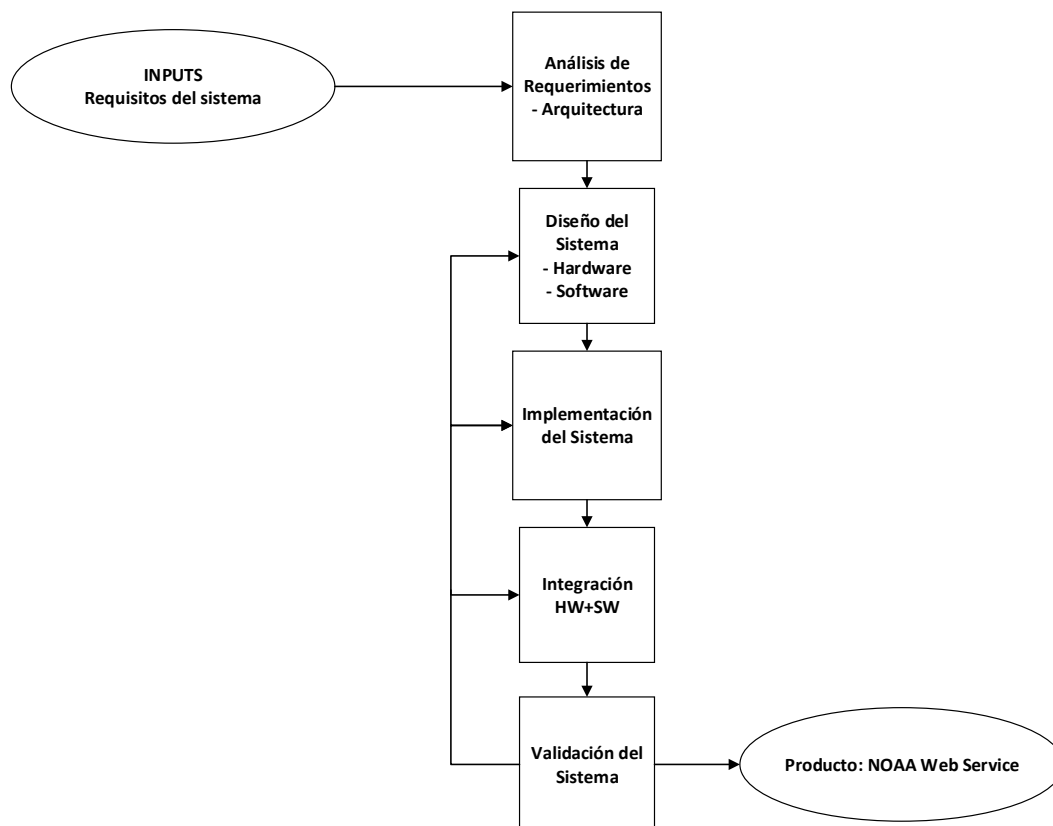 INPUTS
Requisitos del sistema
Análisis de
Requerimientos
- Arquitectura
Diseño del
Sistema
- Hardware
- Software
Implementación
del Sistema
Integración
HW+SW
Validación del
Sistema
Producto: NOAA Web Service